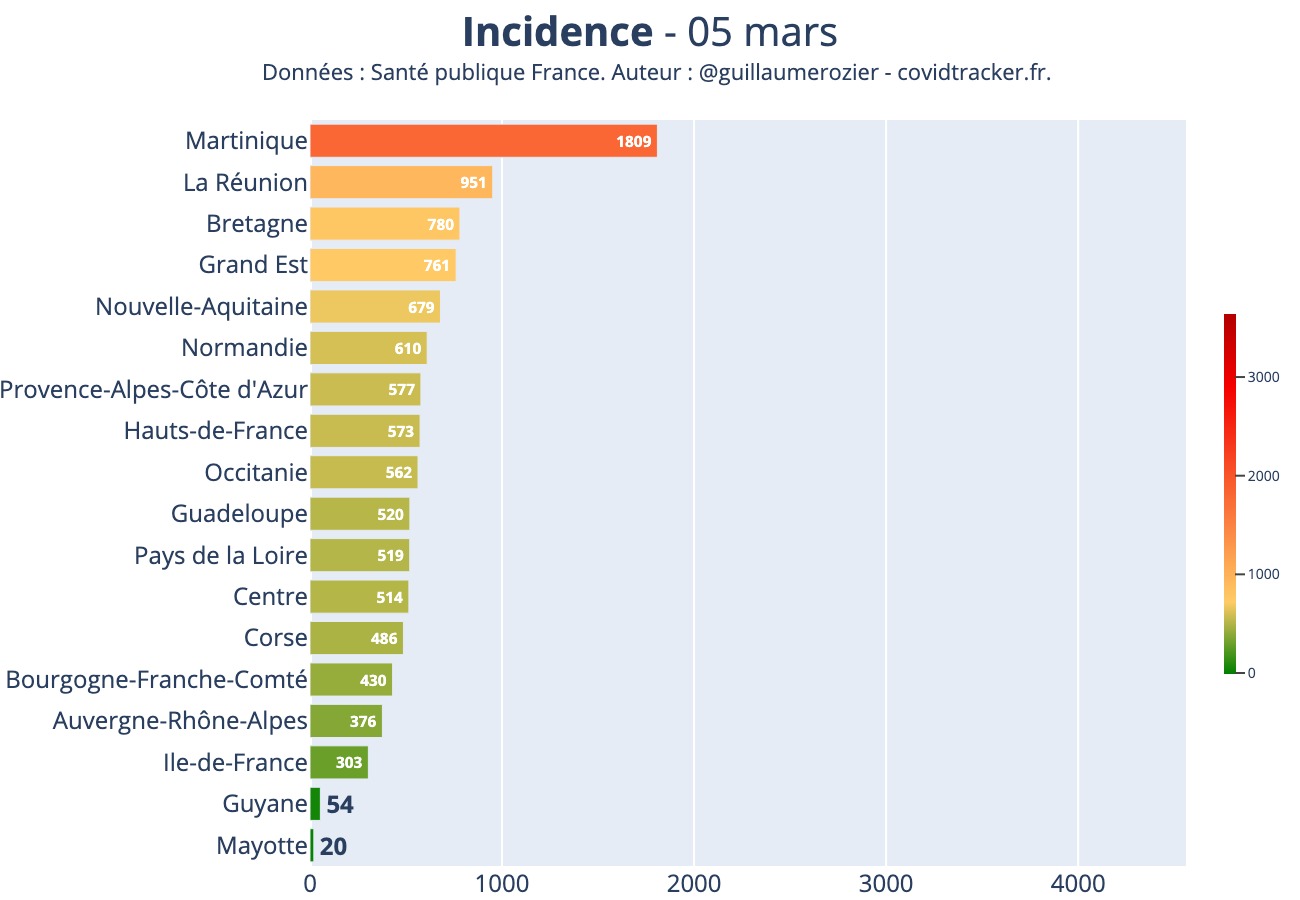 Incidence - 05 mars
Données : Santé publique France. Auteur : @guillaumerozier - covidtracker.fr.
Martinique 1809
La Réunion 951
Bretagne 780
Grand Est 761
Nouvelle-Aquitaine 679
Normandie 610
Provence-Alpes-Côte d'Azur 577
Hauts-de-France 573
Occitanie 562
Guadeloupe 520
Pays de la Loire 519
Centre 514
Corse 486
Bourgogne-Franche-Comté 430
Auvergne-Rhône-Alpes 376
Ile-de-France 303
Guyane 54
Mayotte 20
0 1000 2000 3000 4000
3000
2000
1000
0